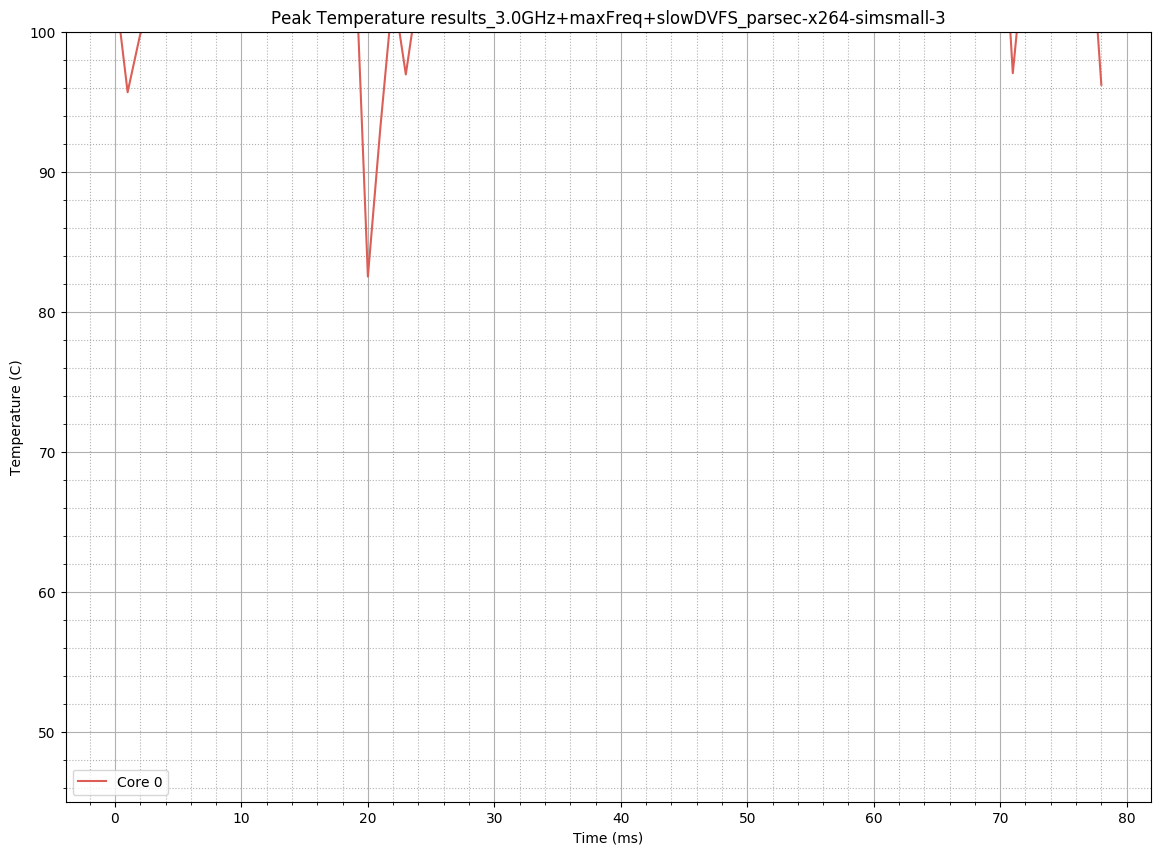 Peak Temperature results_3.0GHz+maxFreq+slowDVFS_parsec-x264-simsmall-3
100
90
80
70
60
50
Temperature (C)
Core 0
0 10 20 30 40 50 60 70 80
Time (ms)